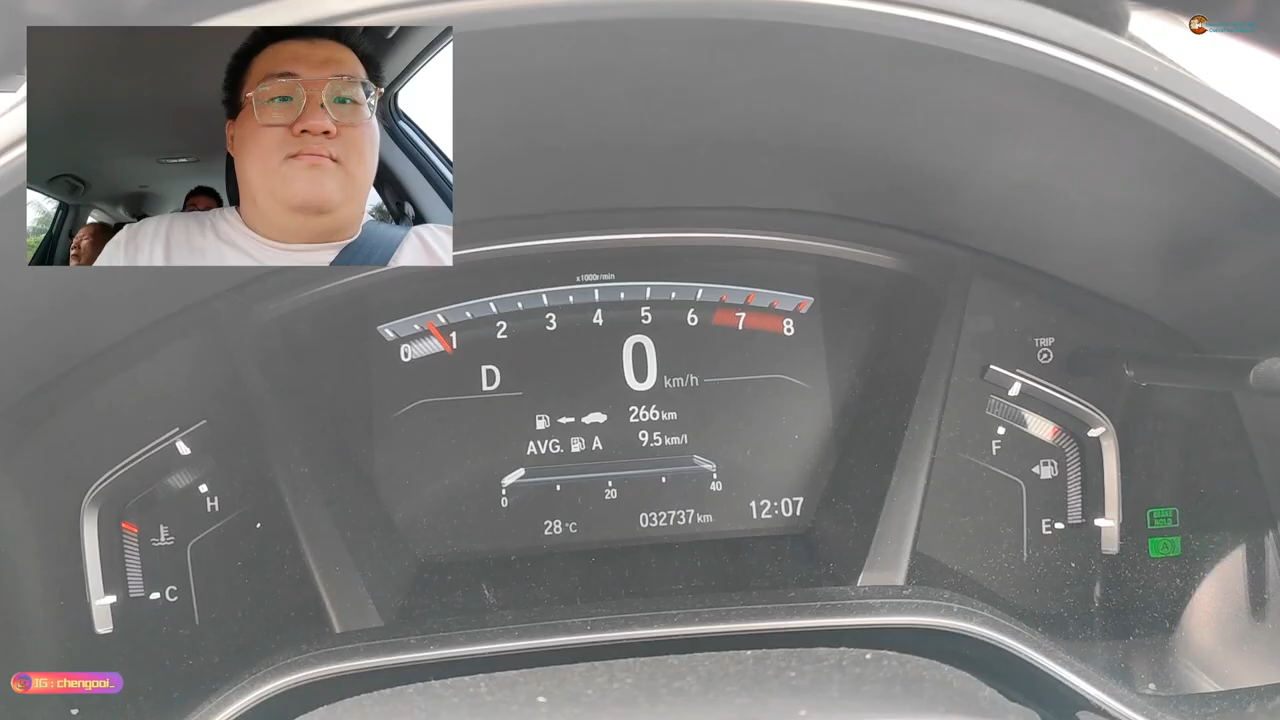 x1000r/min
0 1 2 3 4 5 6 7 8
D 0 km/h
266 km
AVG. A 9.5 km/l
0 20 40
28 °C 032737 km 12:07
H
C
TRIP
F
E
BRAKE
HOLD
A
IG : chengooi_